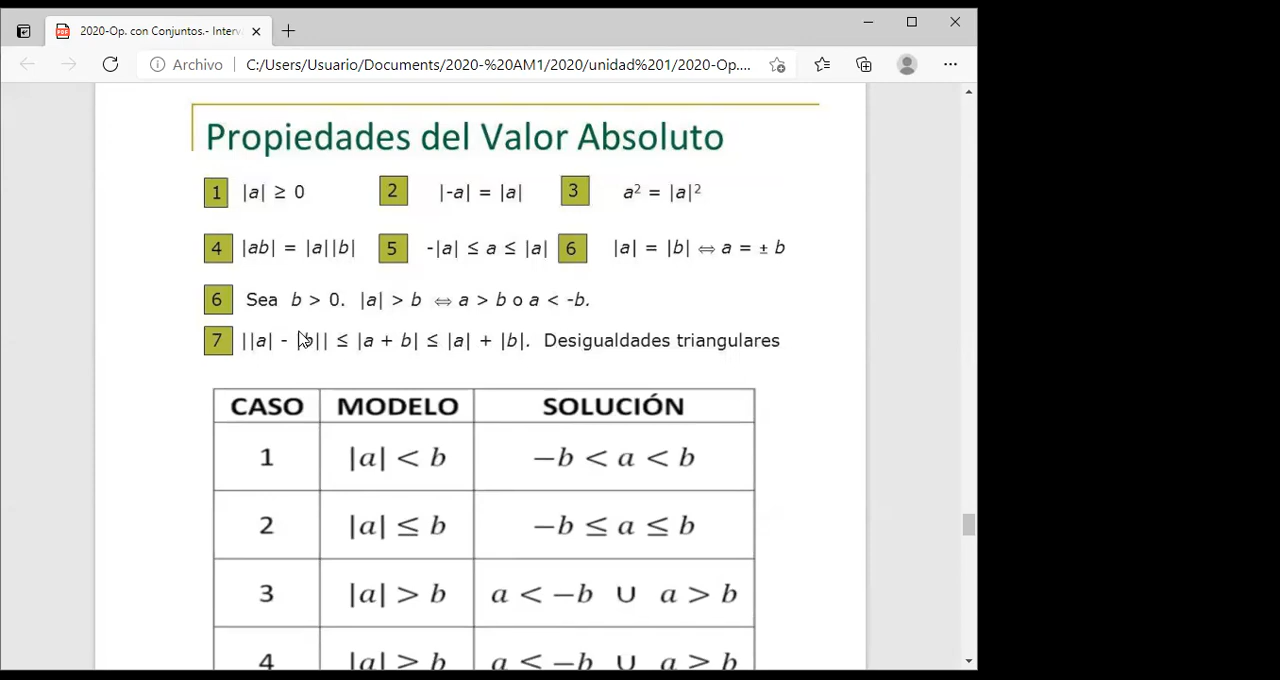 2020-Op. con Conjuntos.- Interv
Archivo C:/Users/Usuario/Documents/2020-%20AM1/2020/unidad%201/2020-Op....
Propiedades del Valor Absoluto
1 |a| ≥ 0 2 |-a| = |a| 3 a² = |a|²
4 |ab| = |a||b| 5 -|a| ≤ a ≤ |a| 6 |a| = |b| ⇔ a = ± b
6 Sea b > 0. |a| > b ⇔ a > b o a < -b.
7 ||a| - |b|| ≤ |a + b| ≤ |a| + |b|. Desigualdades triangulares
CASO MODELO SOLUCIÓN
1 |a| < b −b < a < b
2 |a| ≤ b −b ≤ a ≤ b
3 |a| > b a < −b ∪ a > b
4 |a| > b a < −b ∪ a > b